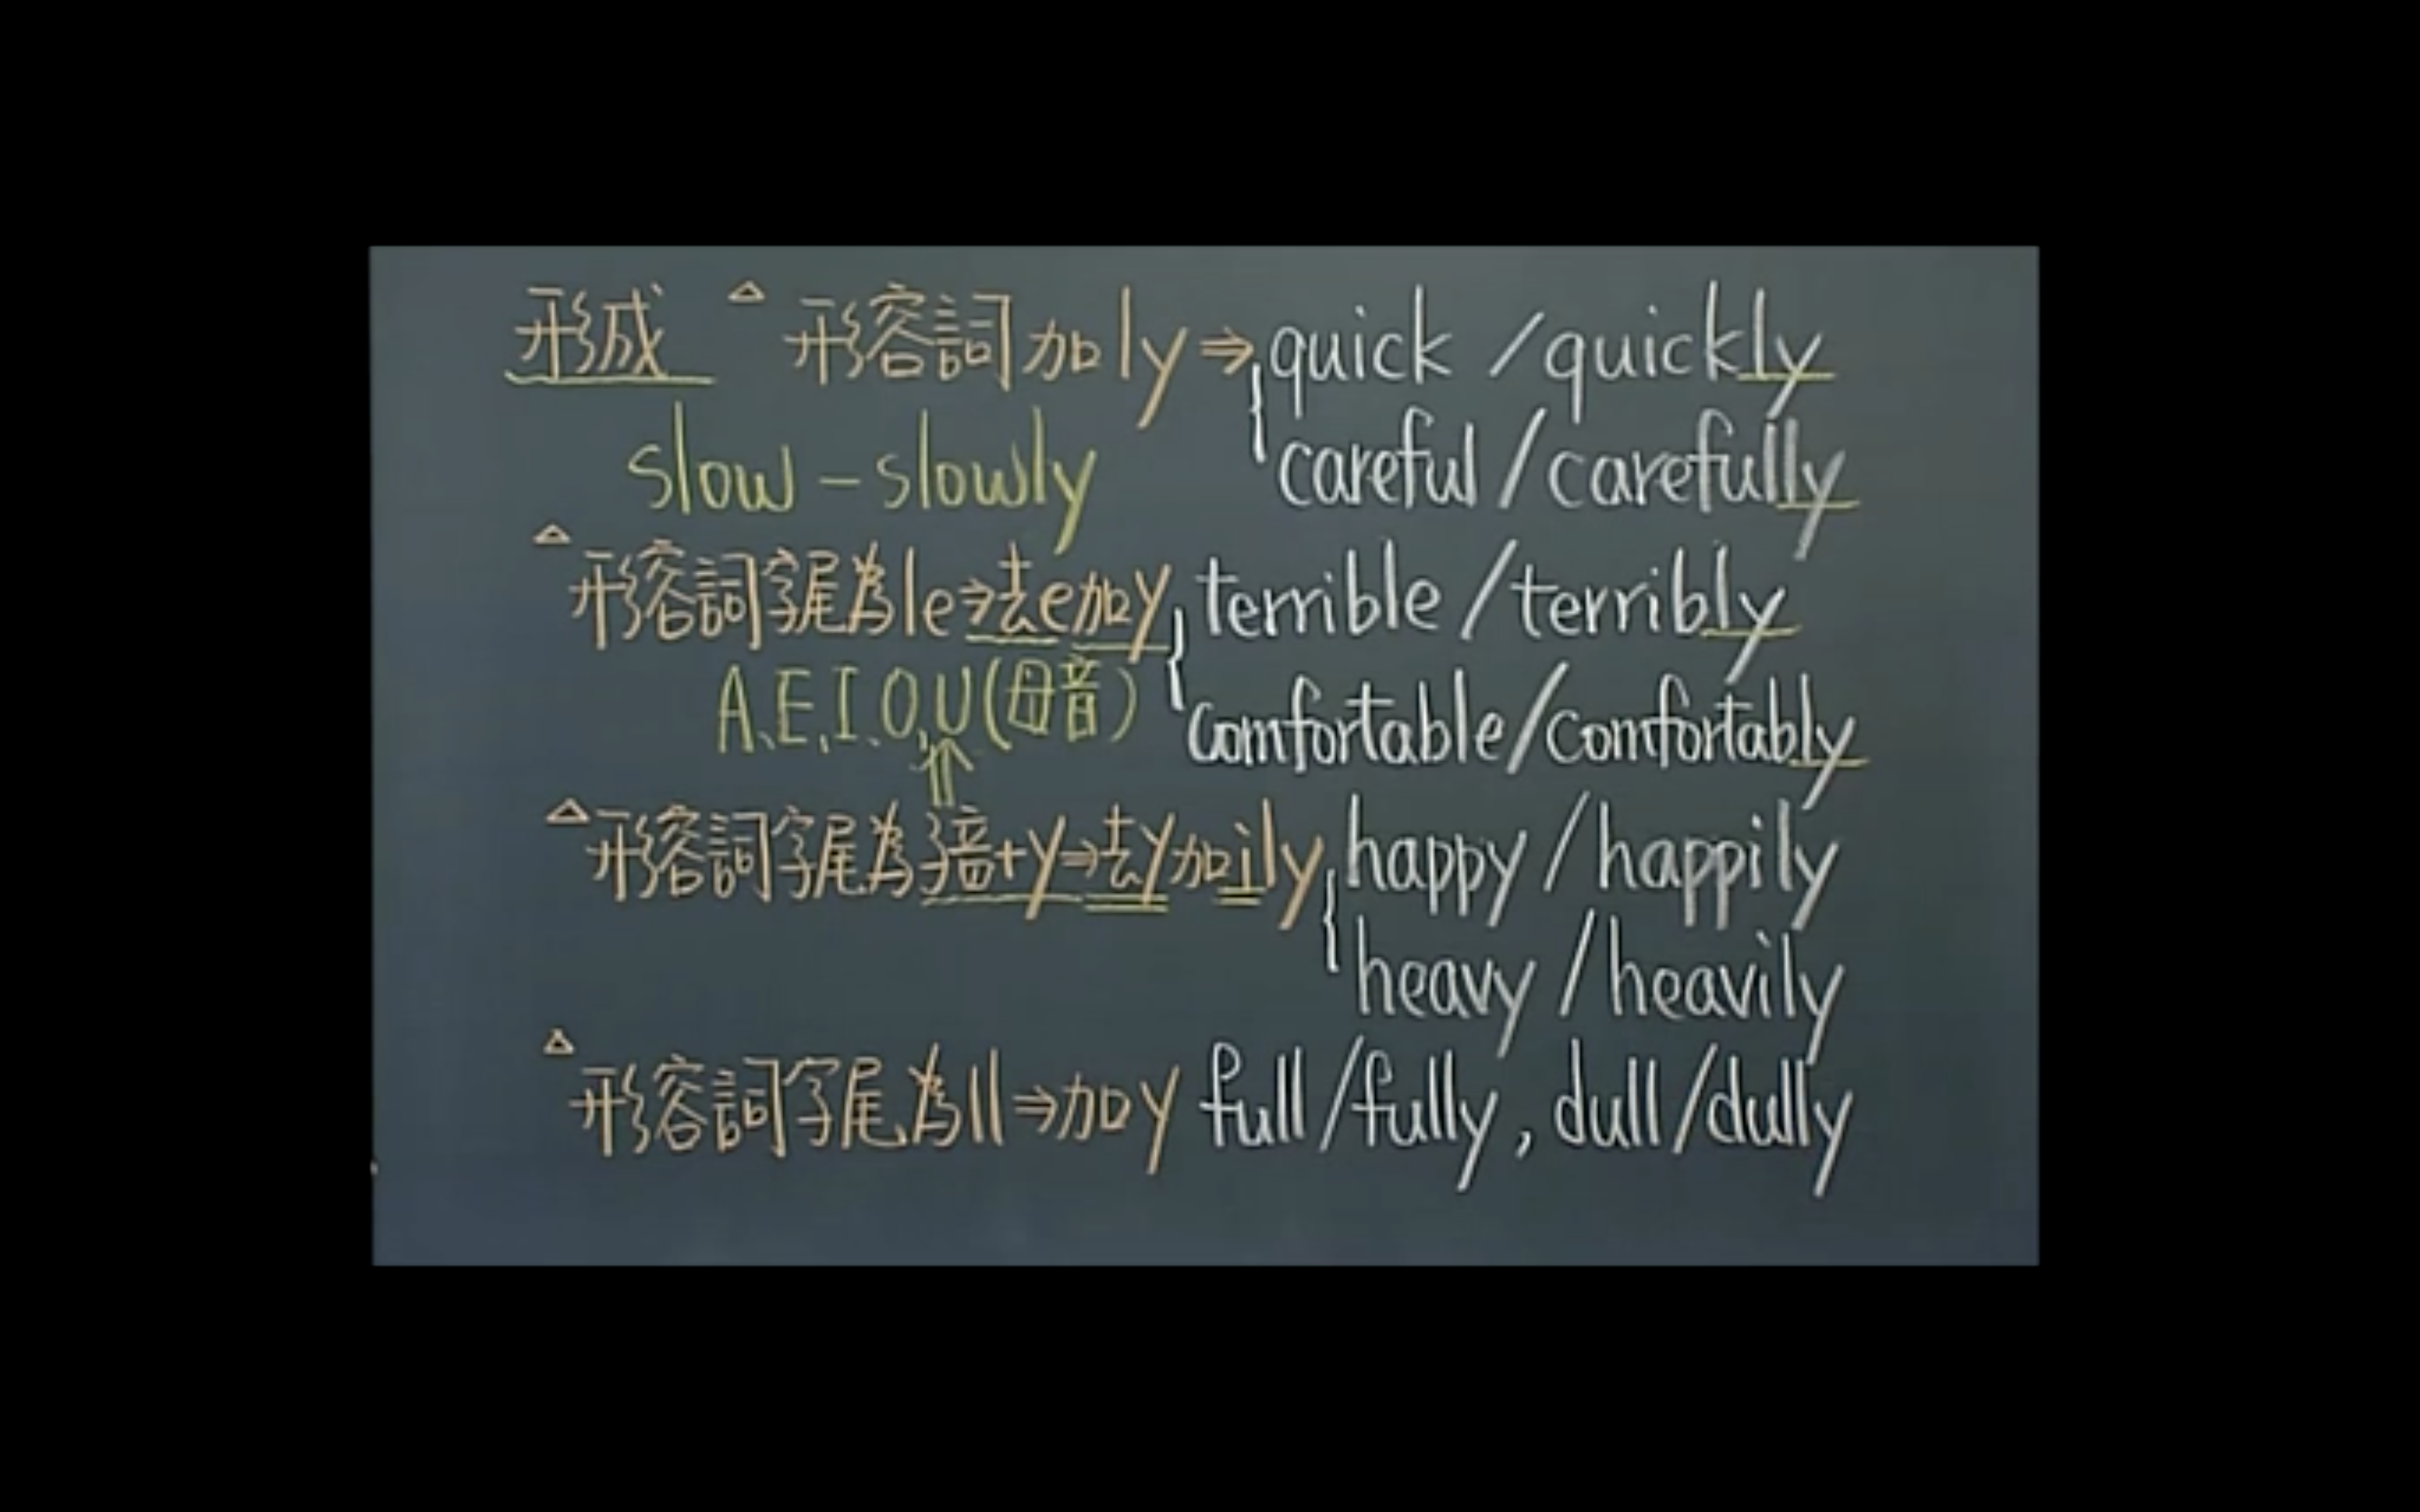 形成 △ 形容詞加ly⇒quick / quickly
slow - slowly careful / carefully
△形容詞字尾為le⇒去e加y terrible / terribly
A、E、I、O、U(母音) comfortable/comfortably
△形容詞字尾為子音+y⇒去y加ily happy / happily
heavy / heavily
△形容詞字尾為ll⇒加y full/fully, dull/dully